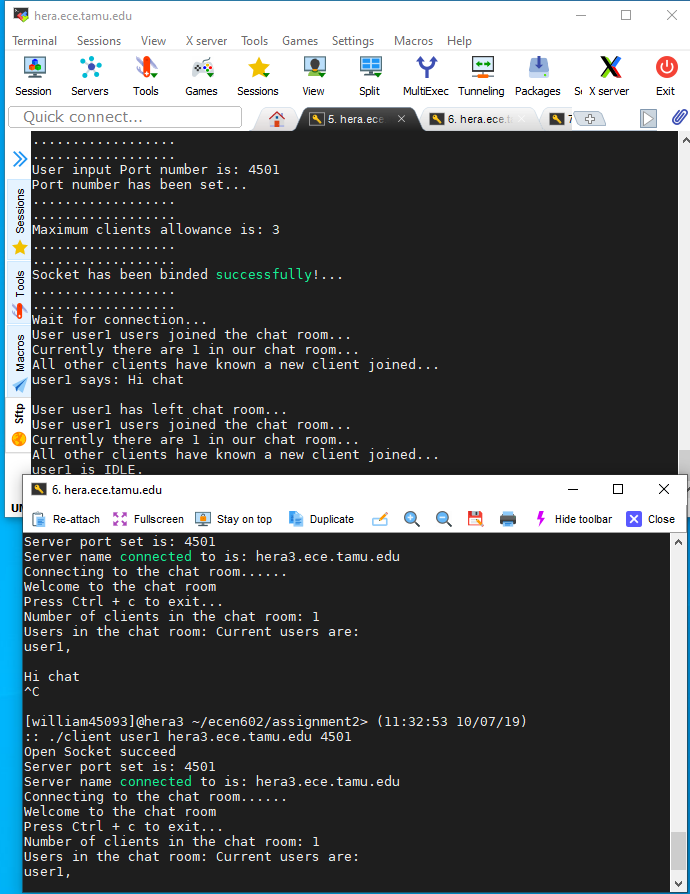 hera.ece.tamu.edu
Terminal Sessions View X server Tools Games Settings Macros Help
Session Servers Tools Games Sessions View Split MultiExec Tunneling Packages Se X server Exit
Quick connect... 5. hera.ece 6. hera.ece.t 7
Sessions
Tools
Macros
Sftp
..................
..................
User input Port number is: 4501
Port number has been set...
..................
..................
Maximum clients allowance is: 3
..................
..................
Socket has been binded successfully!...
..................
..................
Wait for connection...
User user1 users joined the chat room...
Currently there are 1 in our chat room...
All other clients have known a new client joined...
user1 says: Hi chat
User user1 has left chat room...
User user1 users joined the chat room...
Currently there are 1 in our chat room...
All other clients have known a new client joined...
user1 is IDLE.
6. hera.ece.tamu.edu
Re-attach Fullscreen Stay on top Duplicate Hide toolbar Close
Server port set is: 4501
Server name connected to is: hera3.ece.tamu.edu
Connecting to the chat room......
Welcome to the chat room
Press Ctrl + c to exit...
Number of clients in the chat room: 1
Users in the chat room: Current users are:
user1,
Hi chat
^C
[william45093]@hera3 ~/ecen602/assignment2> (11:32:53 10/07/19)
:: ./client user1 hera3.ece.tamu.edu 4501
Open Socket succeed
Server port set is: 4501
Server name connected to is: hera3.ece.tamu.edu
Connecting to the chat room......
Welcome to the chat room
Press Ctrl + c to exit...
Number of clients in the chat room: 1
Users in the chat room: Current users are:
user1,